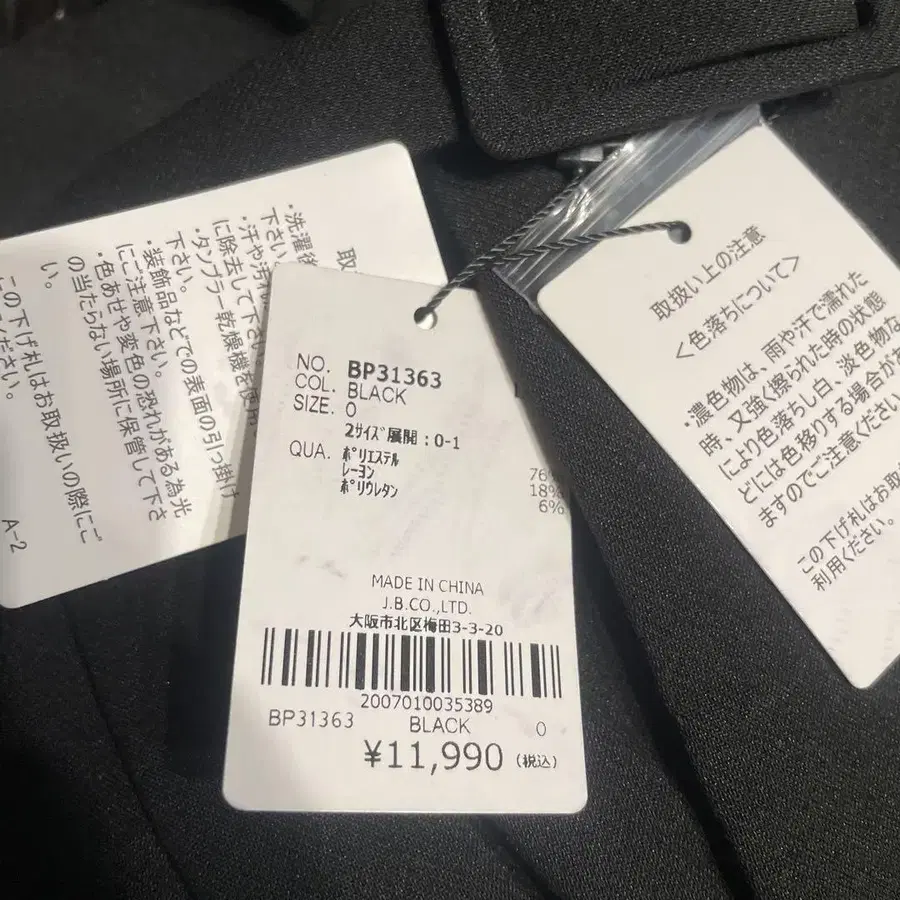 取
・洗濯後
下さい。
・汗や汚れ
に除去して下さい
・タンブラー乾燥機を使用
下さい。
・装飾品などでの表面の引っ掛け
にご注意下さい。
・色あせや変色の恐れがある為光
の当たらない場所に保管して下さ
い。
この下げ札はお取扱いの際にご
ください。
A-2
NO. BP31363
COL. BLACK
SIZE. 0
2サイズ展開：0-1
QUA. ポリエステル 76%
レーヨン 18%
ポリウレタン 6%
MADE IN CHINA
J.B.CO.,LTD.
大阪市北区梅田3-3-20
2007010035389
BP31363 BLACK 0
¥11,990 (税込)
取扱い上の注意
＜色落ちについて＞
・濃色物は、雨や汗で濡れた
時、又強く擦られた時の状態
により色落ちし白、淡色物な
どには色移りする場合が
ますのでご注意ください
この下げ札はお取
利用ください。